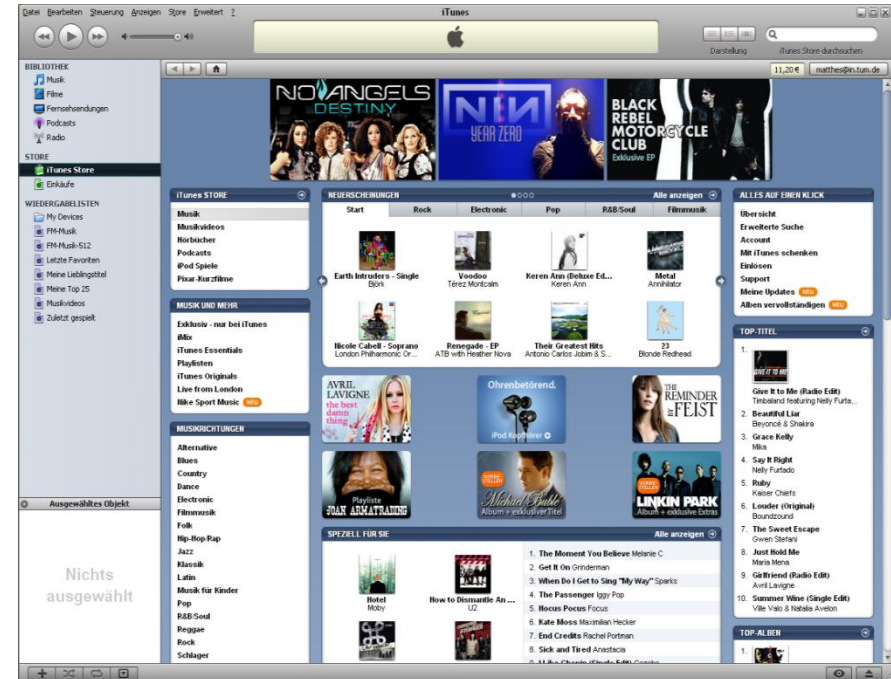 Datei Bearbeiten Steuerung Anzeigen Store Erweitert ?
iTunes
Darstellung
iTunes Store durchsuchen
BIBLIOTHEK
Musik
Filme
Fernsehsendungen
Podcasts
Radio
STORE
iTunes Store
Einkäufe
WIEDERGABELISTEN
My Devices
FM-Musik
FM-Musik-512
Letzte Favoriten
Meine Lieblingstitel
Meine Top 25
Musikvideos
Zuletzt gespielt
Ausgewähltes Objekt
Nichts
ausgewählt
11,20 €
matthes@in.tum.de
NO ANGELS
DESTINY
NIN
YEAR ZERO
BLACK
REBEL
MOTORCYCLE
CLUB
Exklusive EP
iTunes STORE
Musik
Musikvideos
Hörbücher
Podcasts
iPod Spiele
Pixar-Kurzfilme
MUSIK UND MEHR
Exklusiv - nur bei iTunes
iMix
iTunes Essentials
Playlisten
iTunes Originals
Live from London
Nike Sport Music NEU
MUSIKRICHTUNGEN
Alternative
Blues
Country
Dance
Electronic
Filmmusik
Folk
Hip-Hop/Rap
Jazz
Klassik
Latin
Musik für Kinder
Pop
R&B/Soul
Reggae
Rock
Schlager
NEUERSCHEINUNGEN
Alle anzeigen
Start Rock Electronic Pop R&B/Soul Filmmusik
Earth Intruders - Single
Björk
Voodoo
Térez Montcalm
Keren Ann (Deluxe Ed...
Keren Ann
Metal
Annihilator
Nicole Cabell - Soprano
London Philharmonic Or...
Renegade - EP
ATB with Heather Nova
Their Greatest Hits
Antonio Carlos Jobim & S...
23
Blonde Redhead
AVRIL
LAVIGNE
the best
damn
thing
Ohrenbetörend.
iPod Kopfhörer
THE
REMINDER
FEIST
Playliste
JOAN ARMATRADING
VORBE-
STELLEN
Michael Bublé
Album + exklusiver Titel
VORBE-
STELLEN
LINKIN PARK
Album + exklusive Extras
SPEZIELL FÜR SIE
Alle anzeigen
Hotel
Moby
How to Dismantle An ...
U2
1. The Moment You Believe Melanie C
2. Get It On Grinderman
3. When Do I Get to Sing "My Way" Sparks
4. The Passenger Iggy Pop
5. Hocus Pocus Focus
6. Kate Moss Maximilian Hecker
7. End Credits Rachel Portman
8. Sick and Tired Anastacia
ALLES AUF EINEN KLICK
Übersicht
Erweiterte Suche
Account
Mit iTunes schenken
Einlösen
Support
Meine Updates NEU
Alben vervollständigen NEU
TOP-TITEL
1.
GIVE IT TO ME
Give It to Me (Radio Edit)
Timbaland featuring Nelly Furta...
2. Beautiful Liar
Beyoncé & Shakira
3. Grace Kelly
Mika
4. Say It Right
Nelly Furtado
5. Ruby
Kaiser Chiefs
6. Louder (Original)
Boundzound
7. The Sweet Escape
Gwen Stefani
8. Just Hold Me
Maria Mena
9. Girlfriend (Radio Edit)
Avril Lavigne
10. Summer Wine (Single Edit)
Ville Valo & Natalia Avelon
TOP-ALBEN
1.